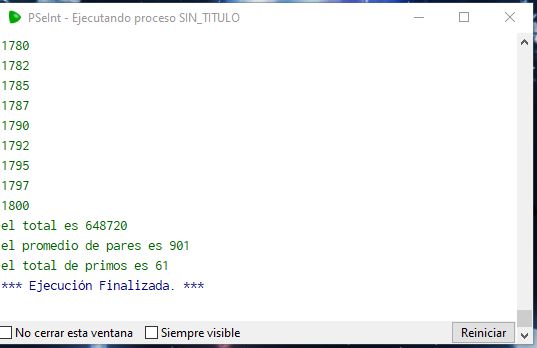 PSeInt - Ejecutando proceso SIN_TITULO
1780
1782
1785
1787
1790
1792
1795
1797
1800
el total es 648720
el promedio de pares es 901
el total de primos es 61
*** Ejecución Finalizada. ***
No cerrar esta ventana Siempre visible Reiniciar